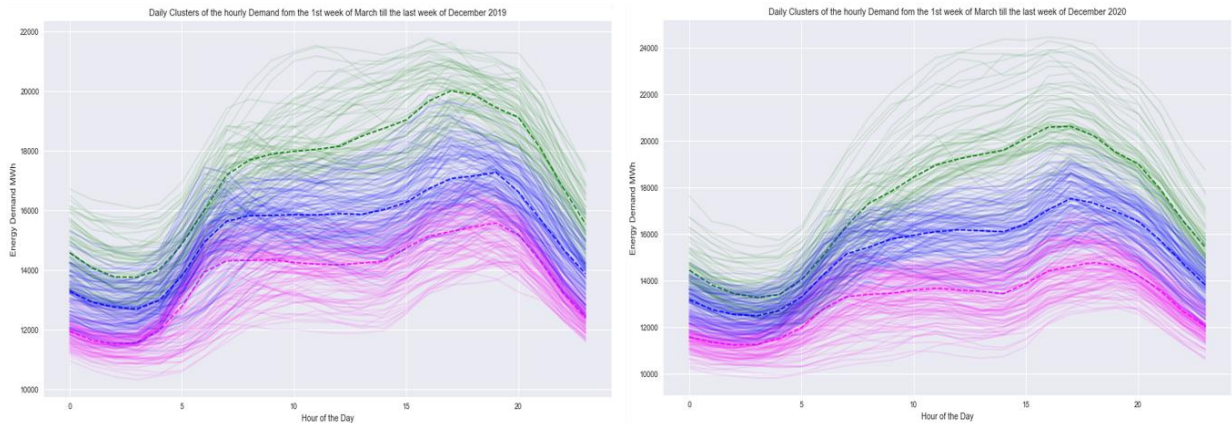 Daily Clusters of the hourly Demand fom the 1st week of March till the last week of December 2019
22000
20000
18000
16000
14000
12000
10000
Energy Demand MWh
0 5 10 15 20
Hour of the Day
Daily Clusters of the hourly Demand fom the 1st week of March till the last week of December 2020
24000
22000
20000
18000
16000
14000
12000
10000
Energy Demand MWh
0 5 10 15 20
Hour of the Day